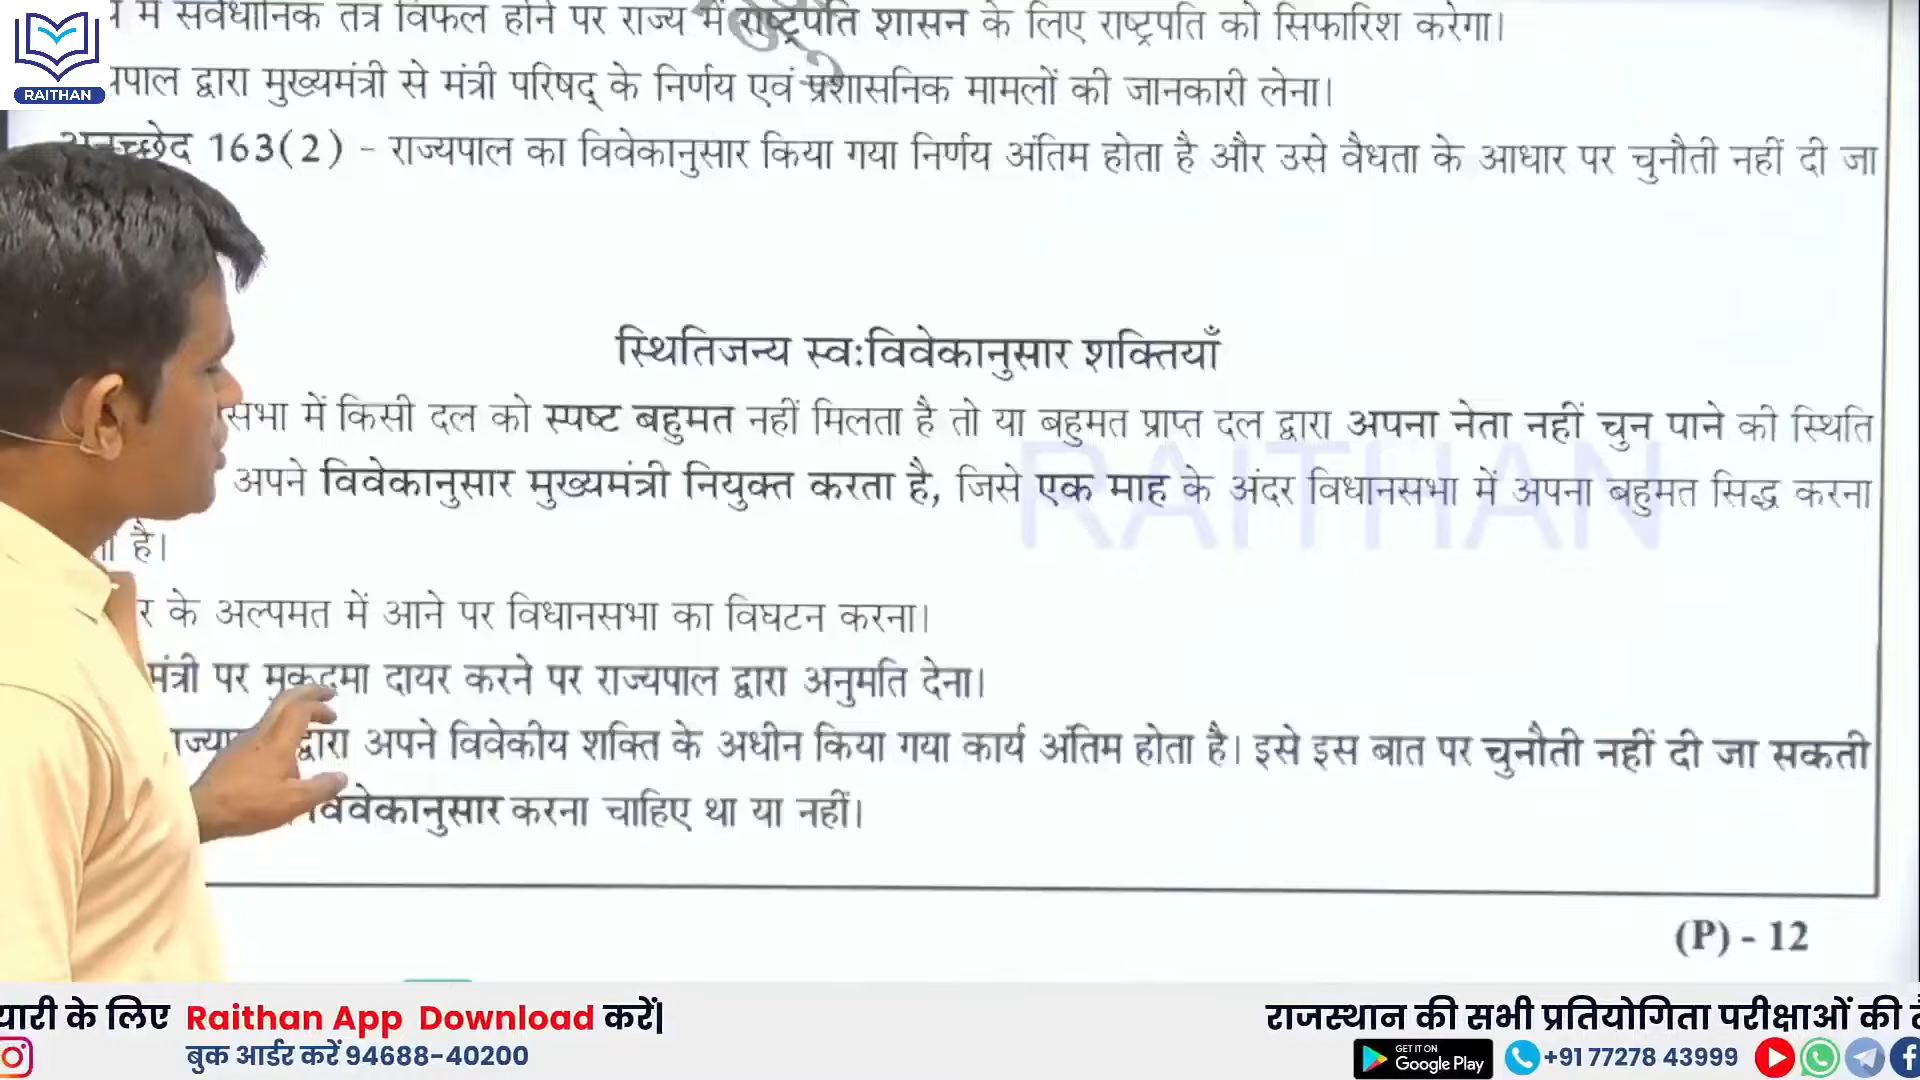 में संवैधानिक तंत्र विफल होने पर राज्य में राष्ट्रपति शासन के लिए राष्ट्रपति को सिफारिश करेगा।
RAITHAN
यपाल द्वारा मुख्यमंत्री से मंत्री परिषद् के निर्णय एवं प्रशासनिक मामलों की जानकारी लेना।
अनुच्छेद 163(2) - राज्यपाल का विवेकानुसार किया गया निर्णय अंतिम होता है और उसे वैधता के आधार पर चुनौती नहीं दी जा
स्थितिजन्य स्व:विवेकानुसार शक्तियाँ
सभा में किसी दल को स्पष्ट बहुमत नहीं मिलता है तो या बहुमत प्राप्त दल द्वारा अपना नेता नहीं चुन पाने की स्थिति
अपने विवेकानुसार मुख्यमंत्री नियुक्त करता है, जिसे एक माह के अंदर विधानसभा में अपना बहुमत सिद्ध करना
है।
RAITHAN
र के अल्पमत में आने पर विधानसभा का विघटन करना।
मंत्री पर मुकदमा दायर करने पर राज्यपाल द्वारा अनुमति देना।
द्वारा अपने विवेकीय शक्ति के अधीन किया गया कार्य अंतिम होता है। इसे इस बात पर चुनौती नहीं दी जा सकती
विवेकानुसार करना चाहिए था या नहीं।
(P) - 12
यारी के लिए Raithan App Download करें|
राजस्थान की सभी प्रतियोगिता परीक्षाओं की
बुक आर्डर करें 94688-40200
GET IT ON
Google Play
+91 77278 43999